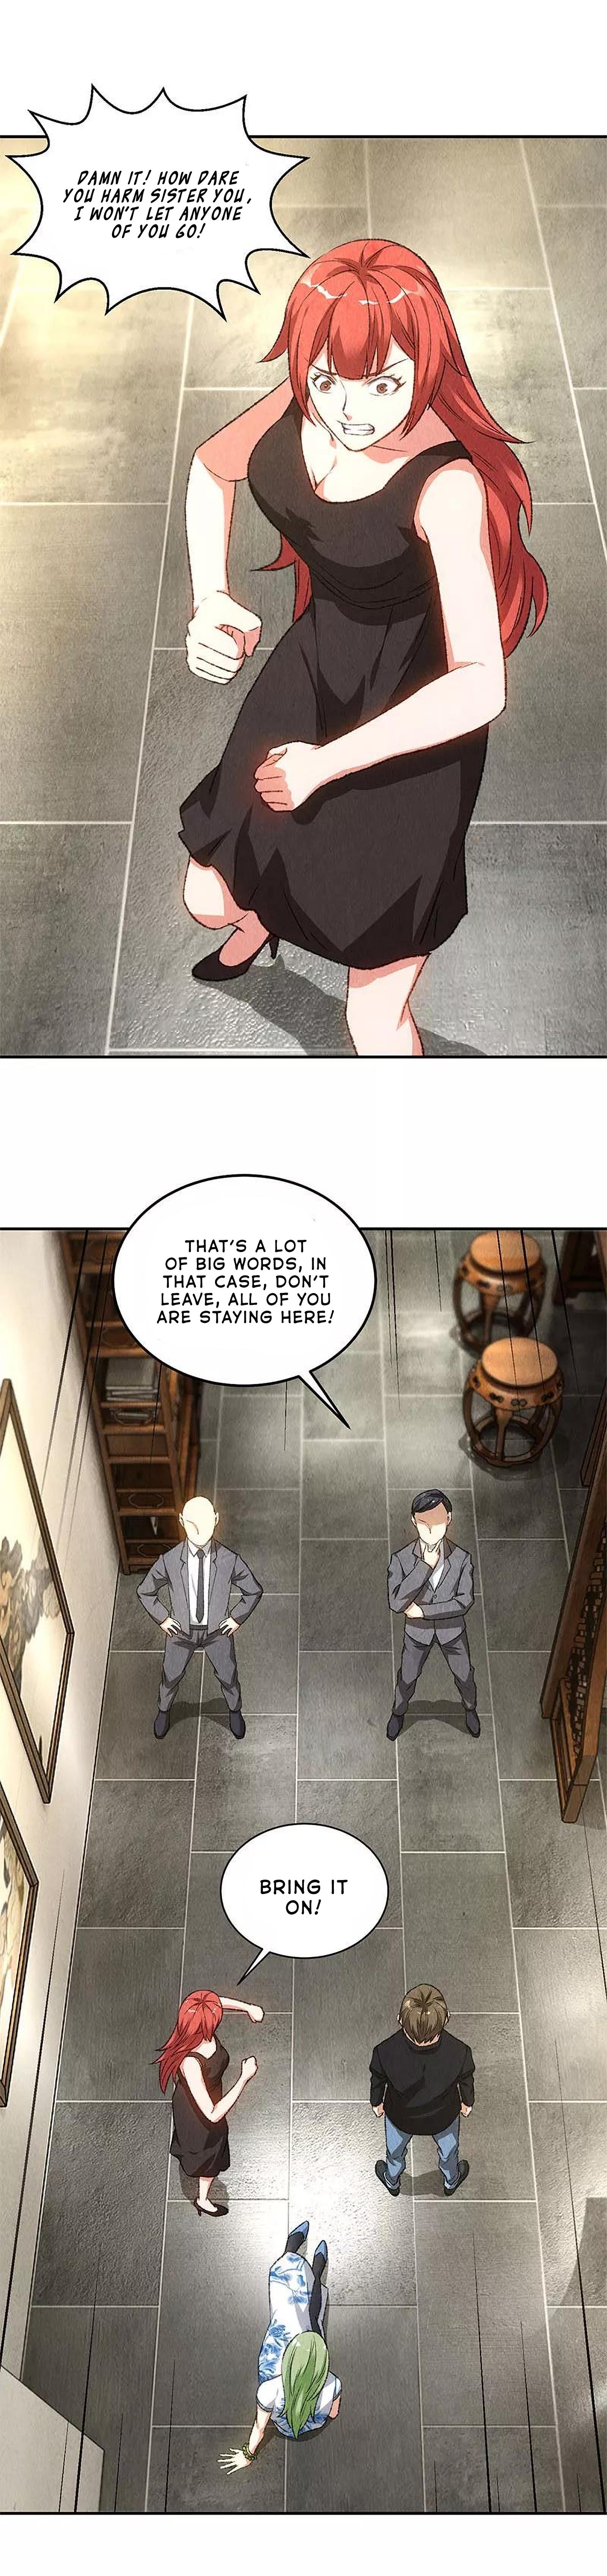 DAMN IT! HOW DARE
YOU HARM SISTER YOU,
I WON'T LET ANYONE
OF YOU GO!
THAT'S A LOT
OF BIG WORDS, IN
THAT CASE, DON'T
LEAVE, ALL OF YOU
ARE STAYING HERE!
BRING IT
ON!